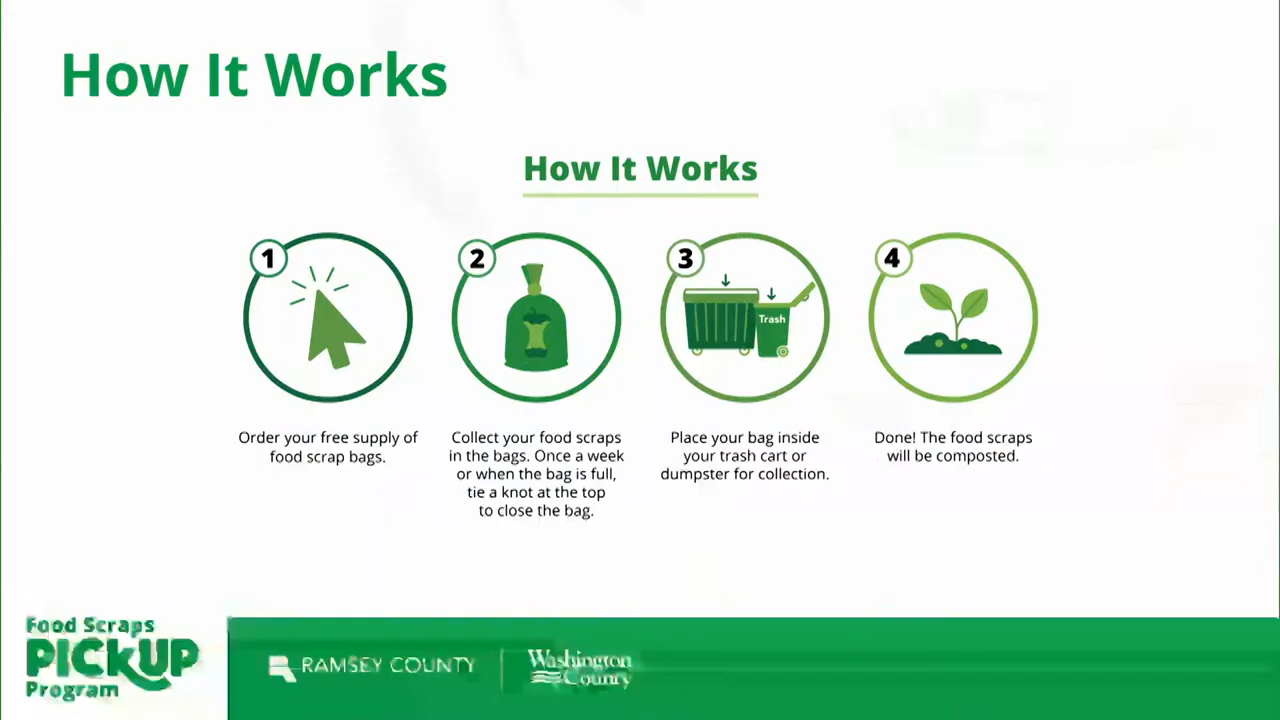 How It Works
How It Works
1
Order your free supply of
food scrap bags.
2
Collect your food scraps
in the bags. Once a week
or when the bag is full,
tie a knot at the top
to close the bag.
3
Trash
Place your bag inside
your trash cart or
dumpster for collection.
4
Done! The food scraps
will be composted.
Food Scraps
PICKUP
Program
RAMSEY COUNTY
Washington
County